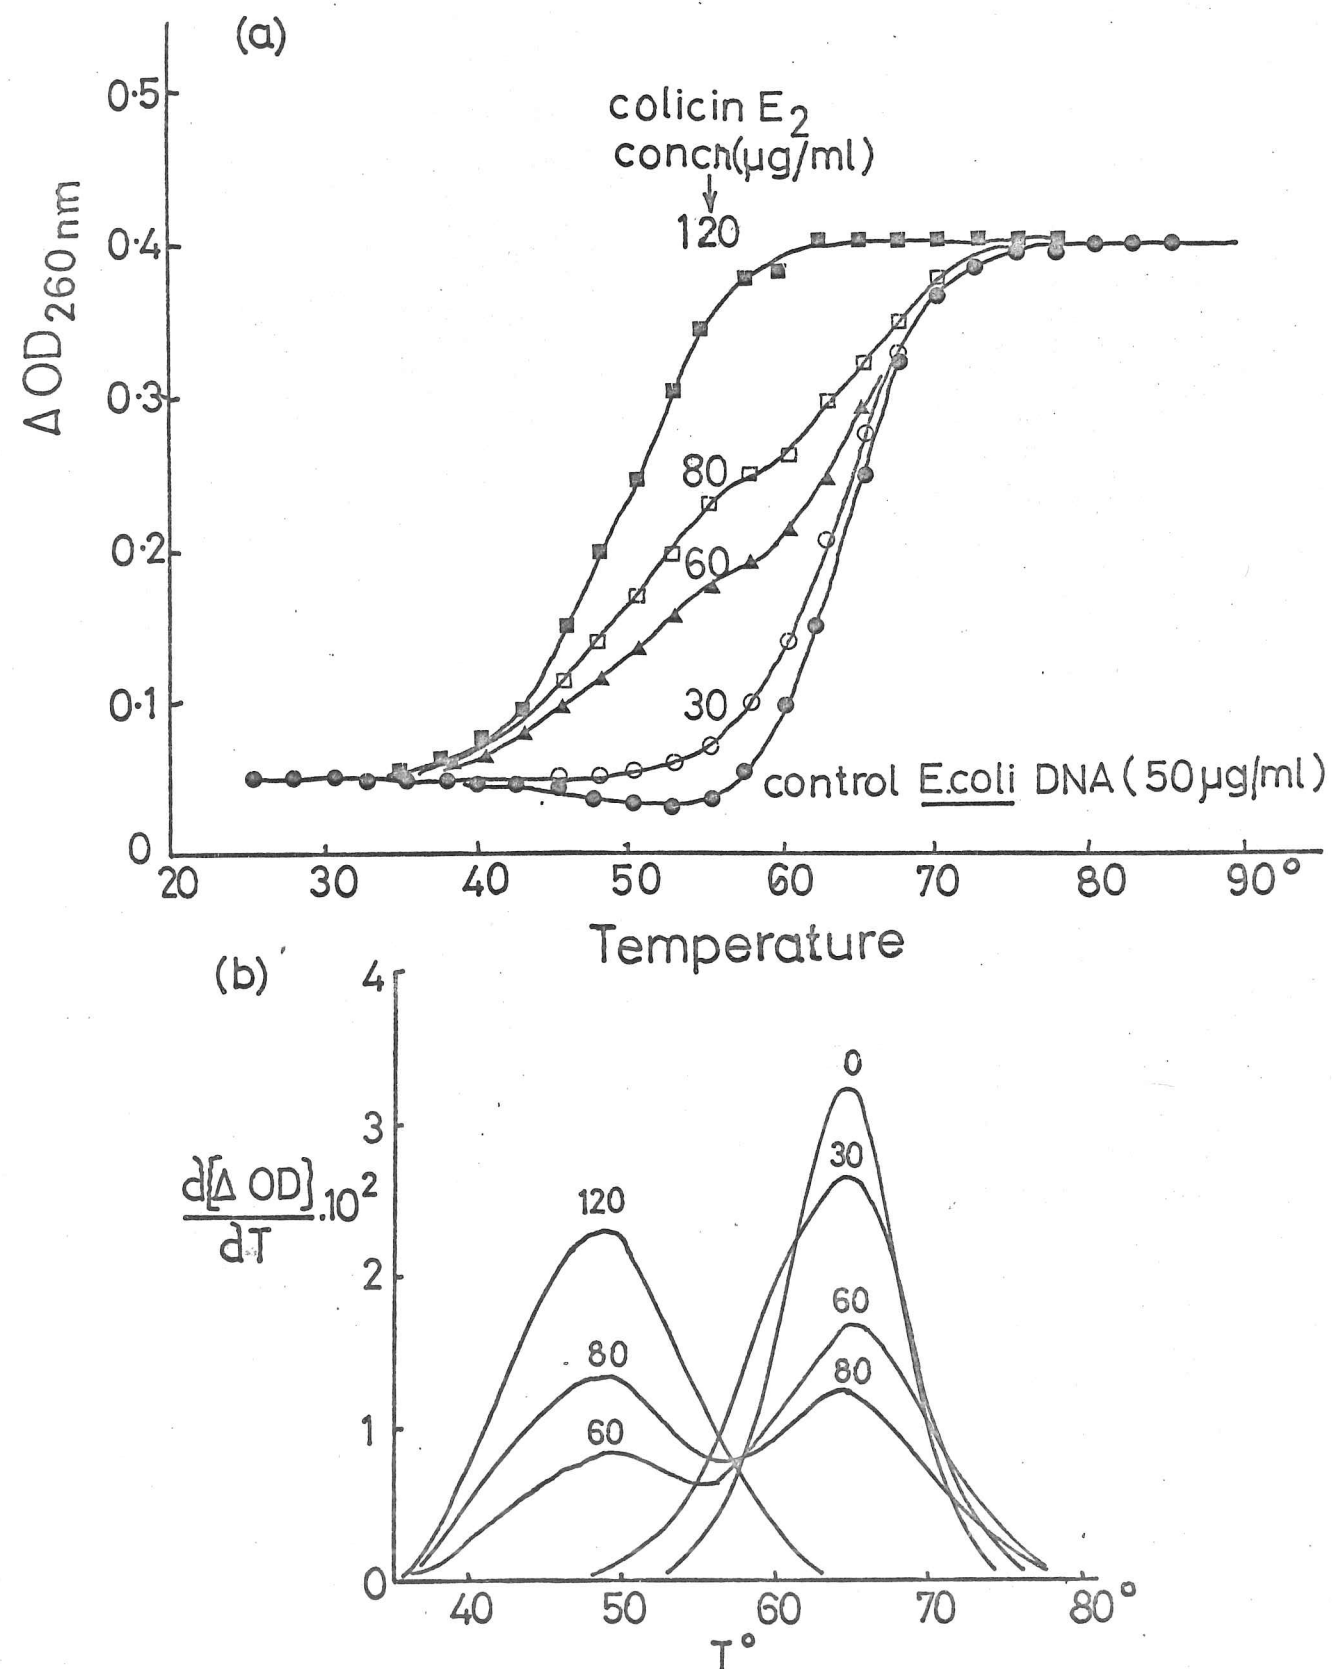 (a)
0·5
0·4
0·3
0·2
0·1
0
Δ OD260nm
colicin E2
concn(µg/ml)
120
80
60
30
control E.coli DNA (50µg/ml)
20 30 40 50 60 70 80 90°
Temperature
(b)
4
3
2
1
0
d[Δ OD}
dT
.10²
0
30
120
60
80
80
60
40 50 60 70 80°
T°